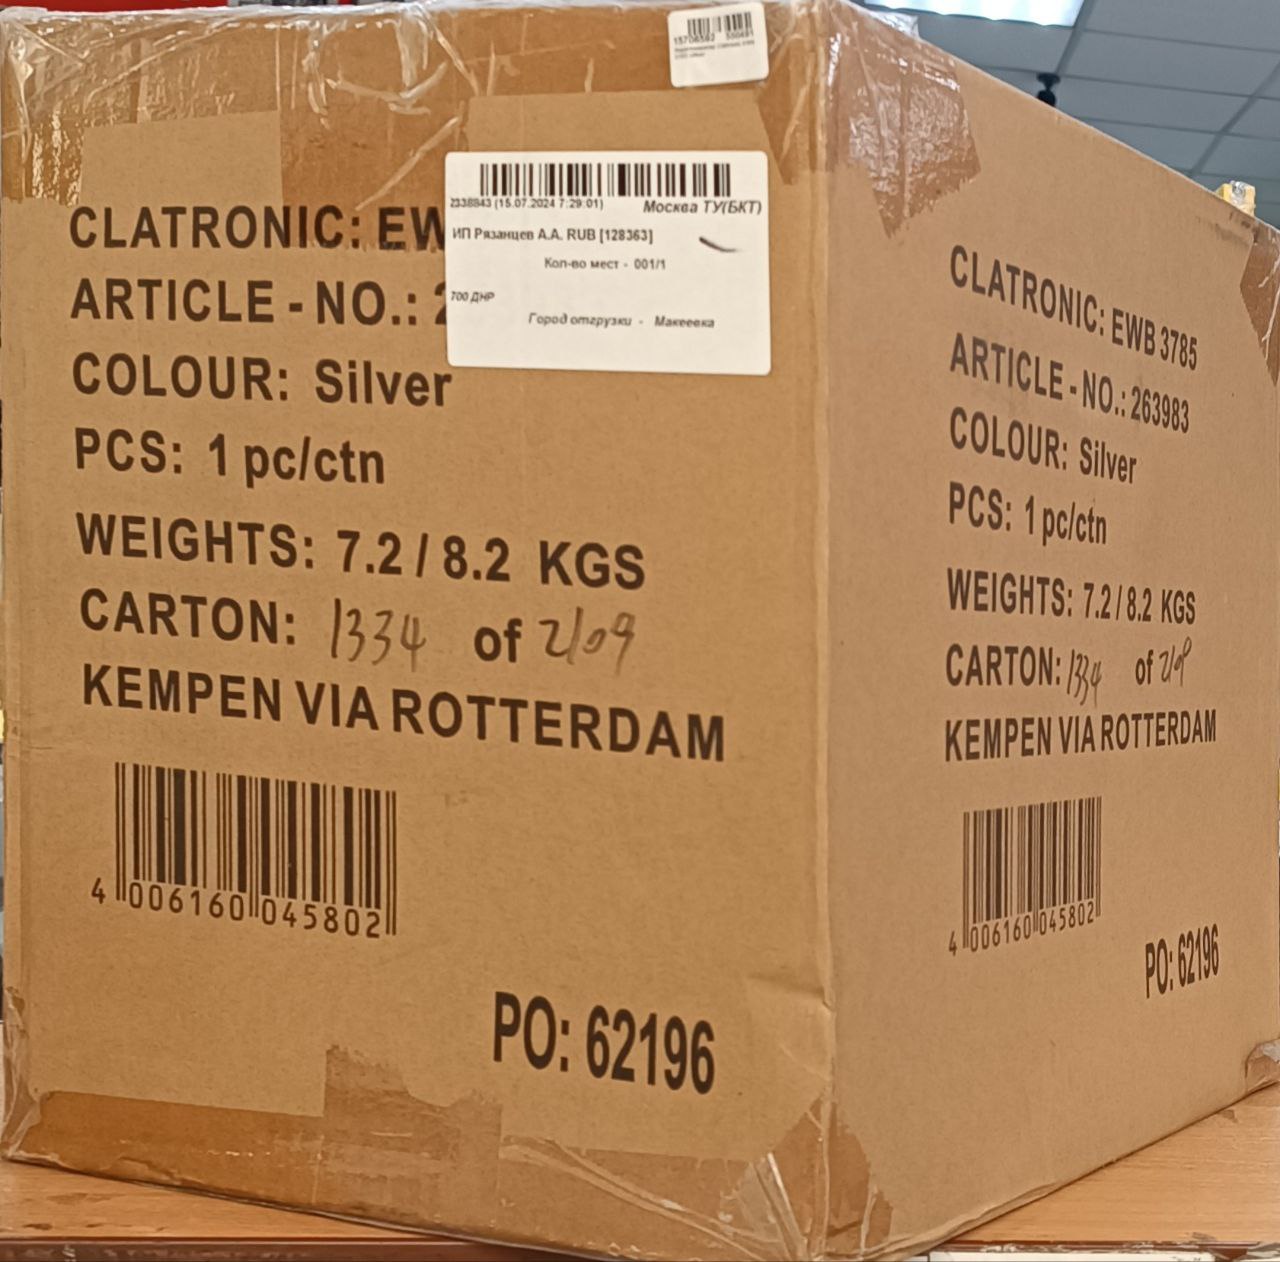 15706592 550491
CLATRONIC: EW
ARTICLE - NO.: 2
COLOUR: Silver
PCS: 1 pc/ctn
WEIGHTS: 7.2 / 8.2 KGS
CARTON: 1334 of 2109
KEMPEN VIA ROTTERDAM
4 006160 045802
PO: 62196
2338843 (15.07.2024 7:29:01) Москва ТУ(БКТ)
ИП Рязанцев А.А. RUB [128363]
Кол-во мест - 001/1
700 ДНР
Город отгрузки - Макеевка
CLATRONIC: EWB 3785
ARTICLE - NO.: 263983
COLOUR: Silver
PCS: 1 pc/ctn
WEIGHTS: 7.2 / 8.2 KGS
CARTON: 1334 of 2109
KEMPEN VIA ROTTERDAM
4 006160 045802
PO: 62196